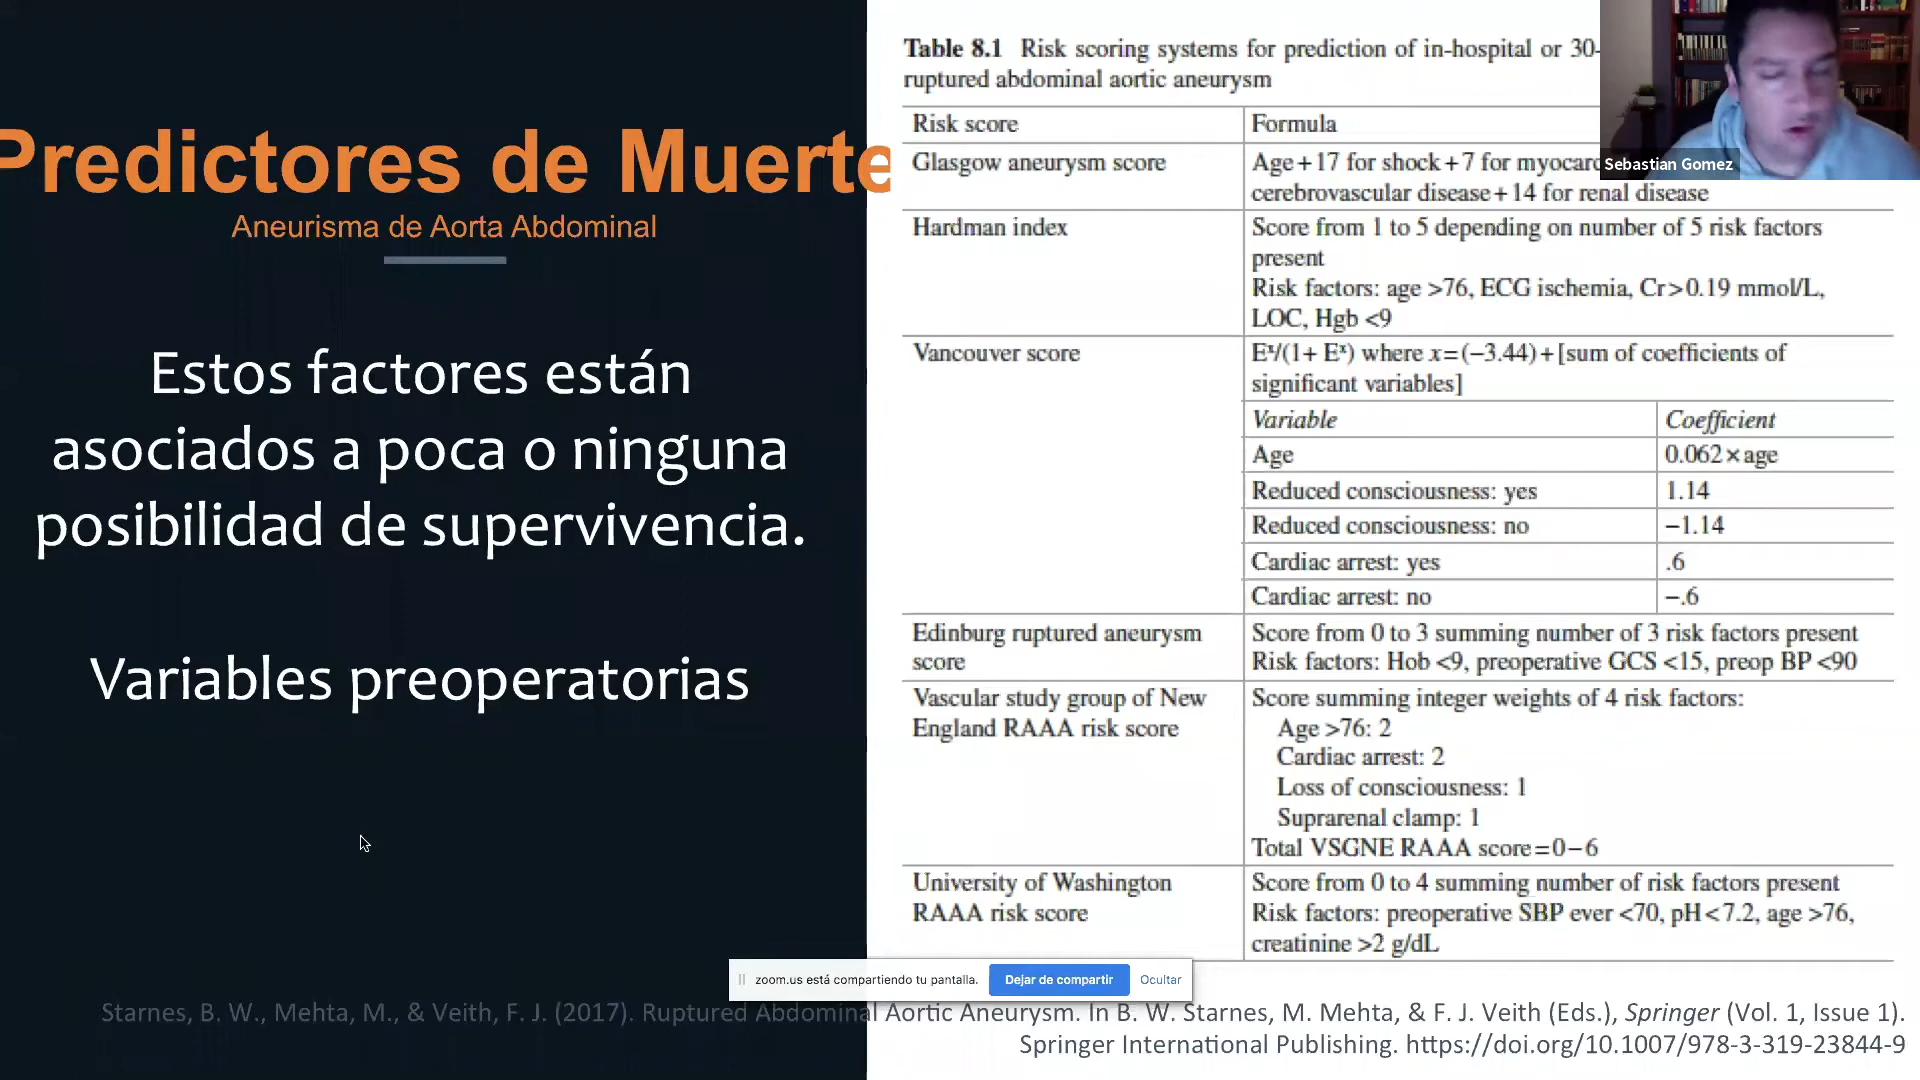 Predictores de Muerte
Aneurisma de Aorta Abdominal
Estos factores están
asociados a poca o ninguna
posibilidad de supervivencia.
Variables preoperatorias
Table 8.1 Risk scoring systems for prediction of in-hospital or 30-
ruptured abdominal aortic aneurysm
Risk score Formula
Glasgow aneurysm score Age+17 for shock+7 for
cerebrovascular disease+14 for renal disease
Hardman index Score from 1 to 5 depending on number of 5 risk factors
present
Risk factors: age >76, ECG ischemia, Cr>0.19 mmol/L,
LOC, Hgb <9
Vancouver score Eˣ/(1+ Eˣ) where x=(−3.44)+[sum of coefficients of
significant variables]
Variable Coefficient
Age 0.062×age
Reduced consciousness: yes 1.14
Reduced consciousness: no −1.14
Cardiac arrest: yes .6
Cardiac arrest: no −.6
Edinburg ruptured aneurysm
score
Score from 0 to 3 summing number of 3 risk factors present
Risk factors: Hob <9, preoperative GCS <15, preop BP <90
Vascular study group of New
England RAAA risk score
Score summing integer weights of 4 risk factors:
Age >76: 2
Cardiac arrest: 2
Loss of consciousness: 1
Suprarenal clamp: 1
Total VSGNE RAAA score=0–6
University of Washington
RAAA risk score
Score from 0 to 4 summing number of risk factors present
Risk factors: preoperative SBP ever <70, pH<7.2, age >76,
creatinine >2 g/dL
Sebastian Gomez
zoom.us está compartiendo tu pantalla. Dejar de compartir Ocultar
Starnes, B. W., Mehta, M., & Veith, F. J. (2017). Ruptured Abdominal Aortic Aneurysm. In B. W. Starnes, M. Mehta, & F. J. Veith (Eds.), Springer (Vol. 1, Issue 1).
Springer International Publishing. https://doi.org/10.1007/978-3-319-23844-9